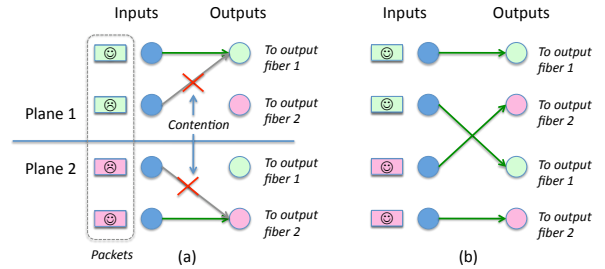 Inputs Outputs
Plane 1
Plane 2
Contention
To output
fiber 1
To output
fiber 2
To output
fiber 1
To output
fiber 2
Packets
(a)
Inputs Outputs
To output
fiber 1
To output
fiber 2
To output
fiber 1
To output
fiber 2
(b)